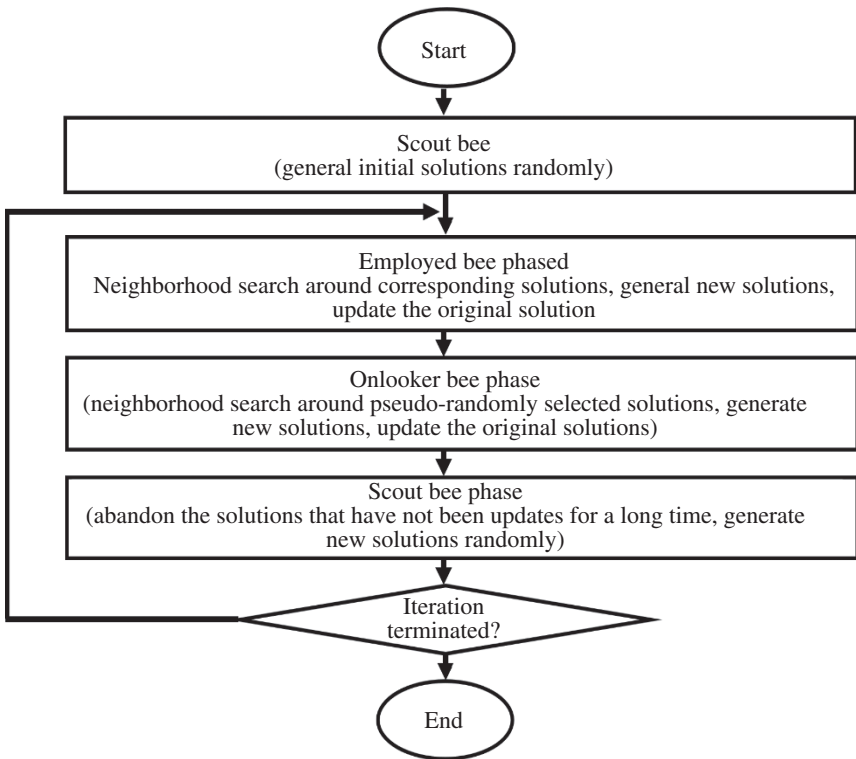 Start
Scout bee
(general initial solutions randomly)
Employed bee phased
Neighborhood search around corresponding solutions, general new solutions,
update the original solution
Onlooker bee phase
(neighborhood search around pseudo-randomly selected solutions, generate
new solutions, update the original solutions)
Scout bee phase
(abandon the solutions that have not been updates for a long time, generate
new solutions randomly)
Iteration
terminated?
End